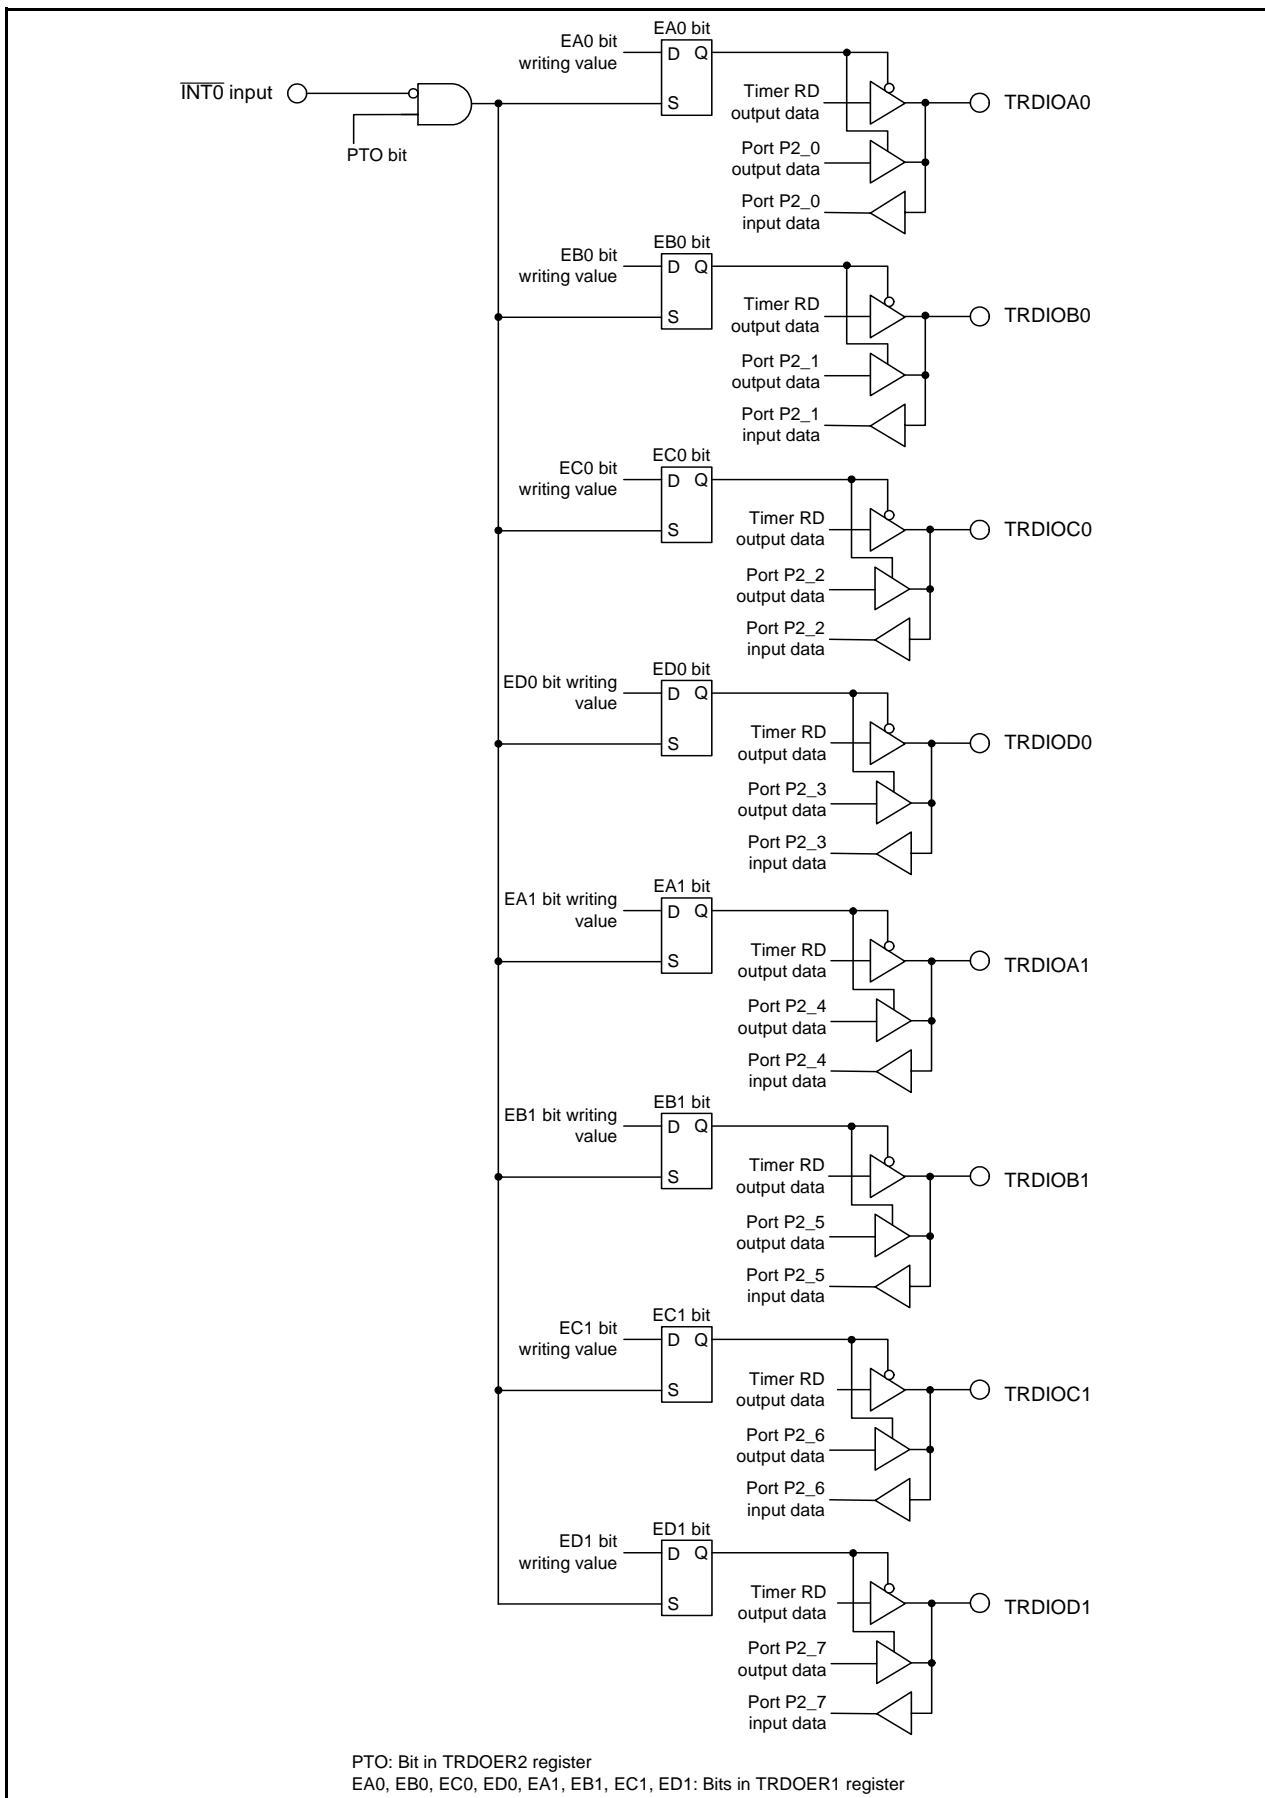 EA0 bit
EA0 bit
writing value
D Q
S
INT0 input
PTO bit
Timer RD
output data
TRDIOA0
Port P2_0
output data
Port P2_0
input data
EB0 bit
EB0 bit
writing value
D Q
S
Timer RD
output data
TRDIOB0
Port P2_1
output data
Port P2_1
input data
EC0 bit
EC0 bit
writing value
D Q
S
Timer RD
output data
TRDIOC0
Port P2_2
output data
Port P2_2
input data
ED0 bit
ED0 bit writing
value
D Q
S
Timer RD
output data
TRDIOD0
Port P2_3
output data
Port P2_3
input data
EA1 bit
EA1 bit writing
value
D Q
S
Timer RD
output data
TRDIOA1
Port P2_4
output data
Port P2_4
input data
EB1 bit
EB1 bit writing
value
D Q
S
Timer RD
output data
TRDIOB1
Port P2_5
output data
Port P2_5
input data
EC1 bit
EC1 bit
writing value
D Q
S
Timer RD
output data
TRDIOC1
Port P2_6
output data
Port P2_6
input data
ED1 bit
ED1 bit
writing value
D Q
S
Timer RD
output data
TRDIOD1
Port P2_7
output data
Port P2_7
input data
PTO: Bit in TRDOER2 register
EA0, EB0, EC0, ED0, EA1, EB1, EC1, ED1: Bits in TRDOER1 register